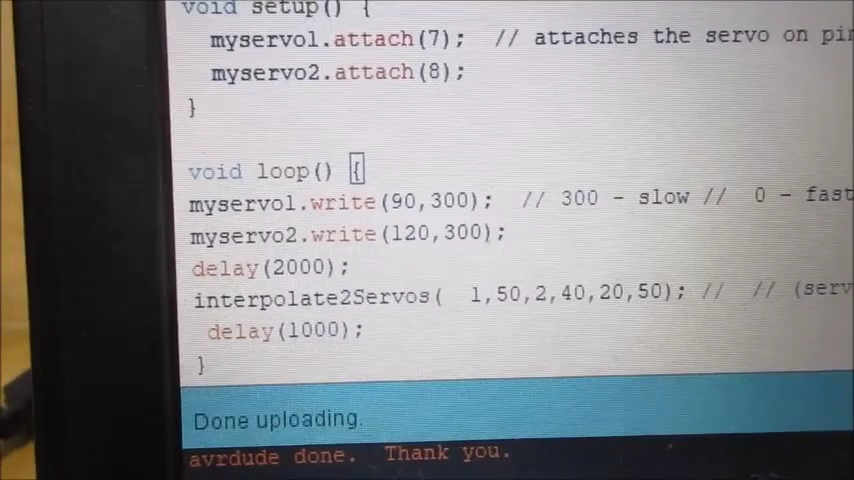 void setup() {
myservo1.attach(7); // attaches the servo on pin
myservo2.attach(8);
}
void loop() {
myservo1.write(90,300); // 300 - slow // 0 - fast
myservo2.write(120,300);
delay(2000);
interpolate2Servos( 1,50,2,40,20,50); // // (serv
delay(1000);
}
Done uploading.
avrdude done. Thank you.